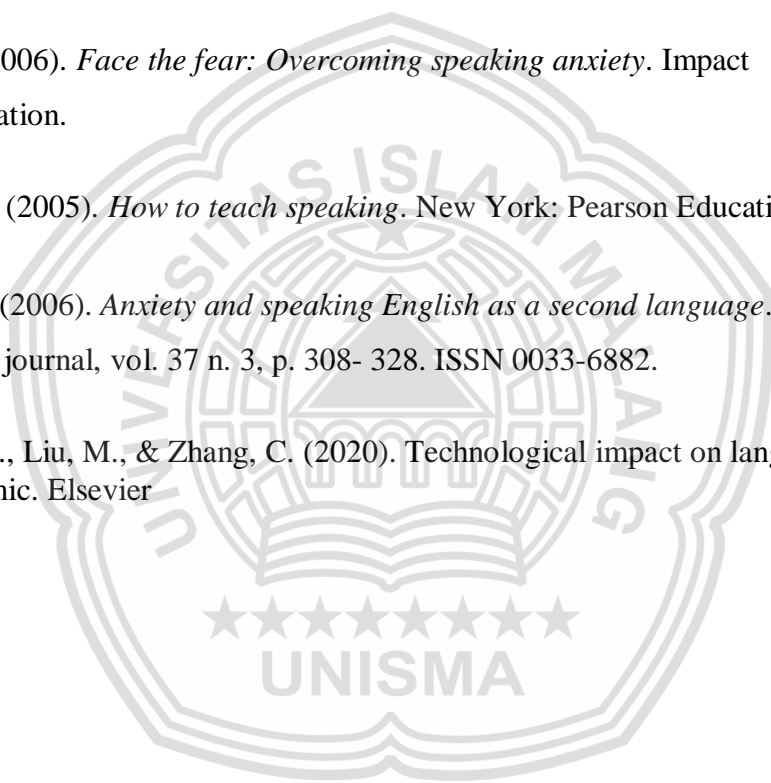 006). Face the fear: Overcoming speaking anxiety. Impact
ation.
(2005). How to teach speaking. New York: Pearson Educati
(2006). Anxiety and speaking English as a second language.
journal, vol. 37 n. 3, p. 308- 328. ISSN 0033-6882.
., Liu, M., & Zhang, C. (2020). Technological impact on lang
nic. Elsevier
UNIVERSITAS ISLAM MALANG
UNISMA